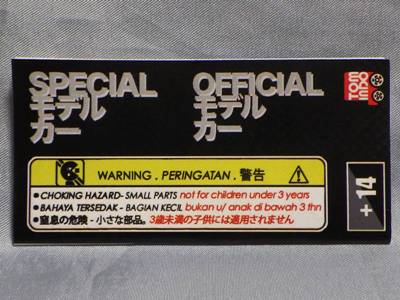 SPECIAL
モデル
カー
OFFICIAL
モデル
カー
TOM
INDO
WARNING . PERINGATAN . 警告
• CHOKING HAZARD- SMALL PARTS not for children under 3 years
• BAHAYA TERSEDAK - BAGIAN KECIL bukan u/ anak di bawah 3 thn
•窒息の危険 - 小さな部品。3歳未満の子供には適用されません
+14